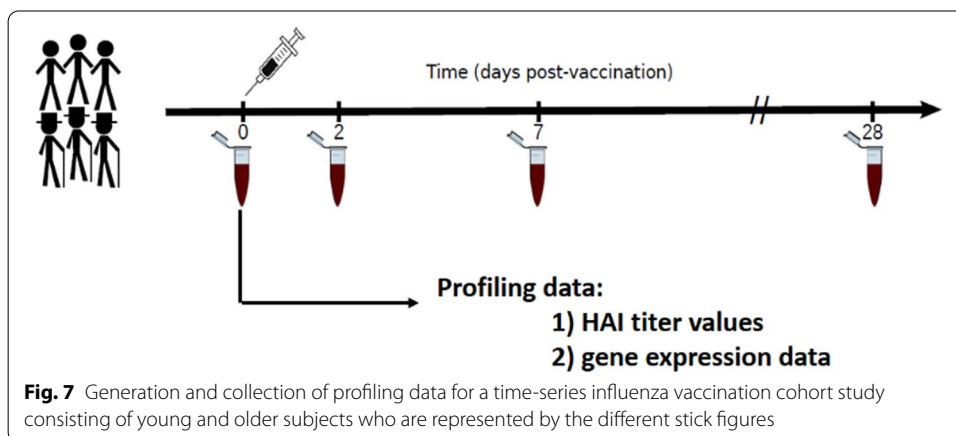 Time (days post-vaccination)
//
0 2 7 28
Profiling data:
1) HAI titer values
2) gene expression data
Fig. 7 Generation and collection of profiling data for a time-series influenza vaccination cohort study
consisting of young and older subjects who are represented by the different stick figures